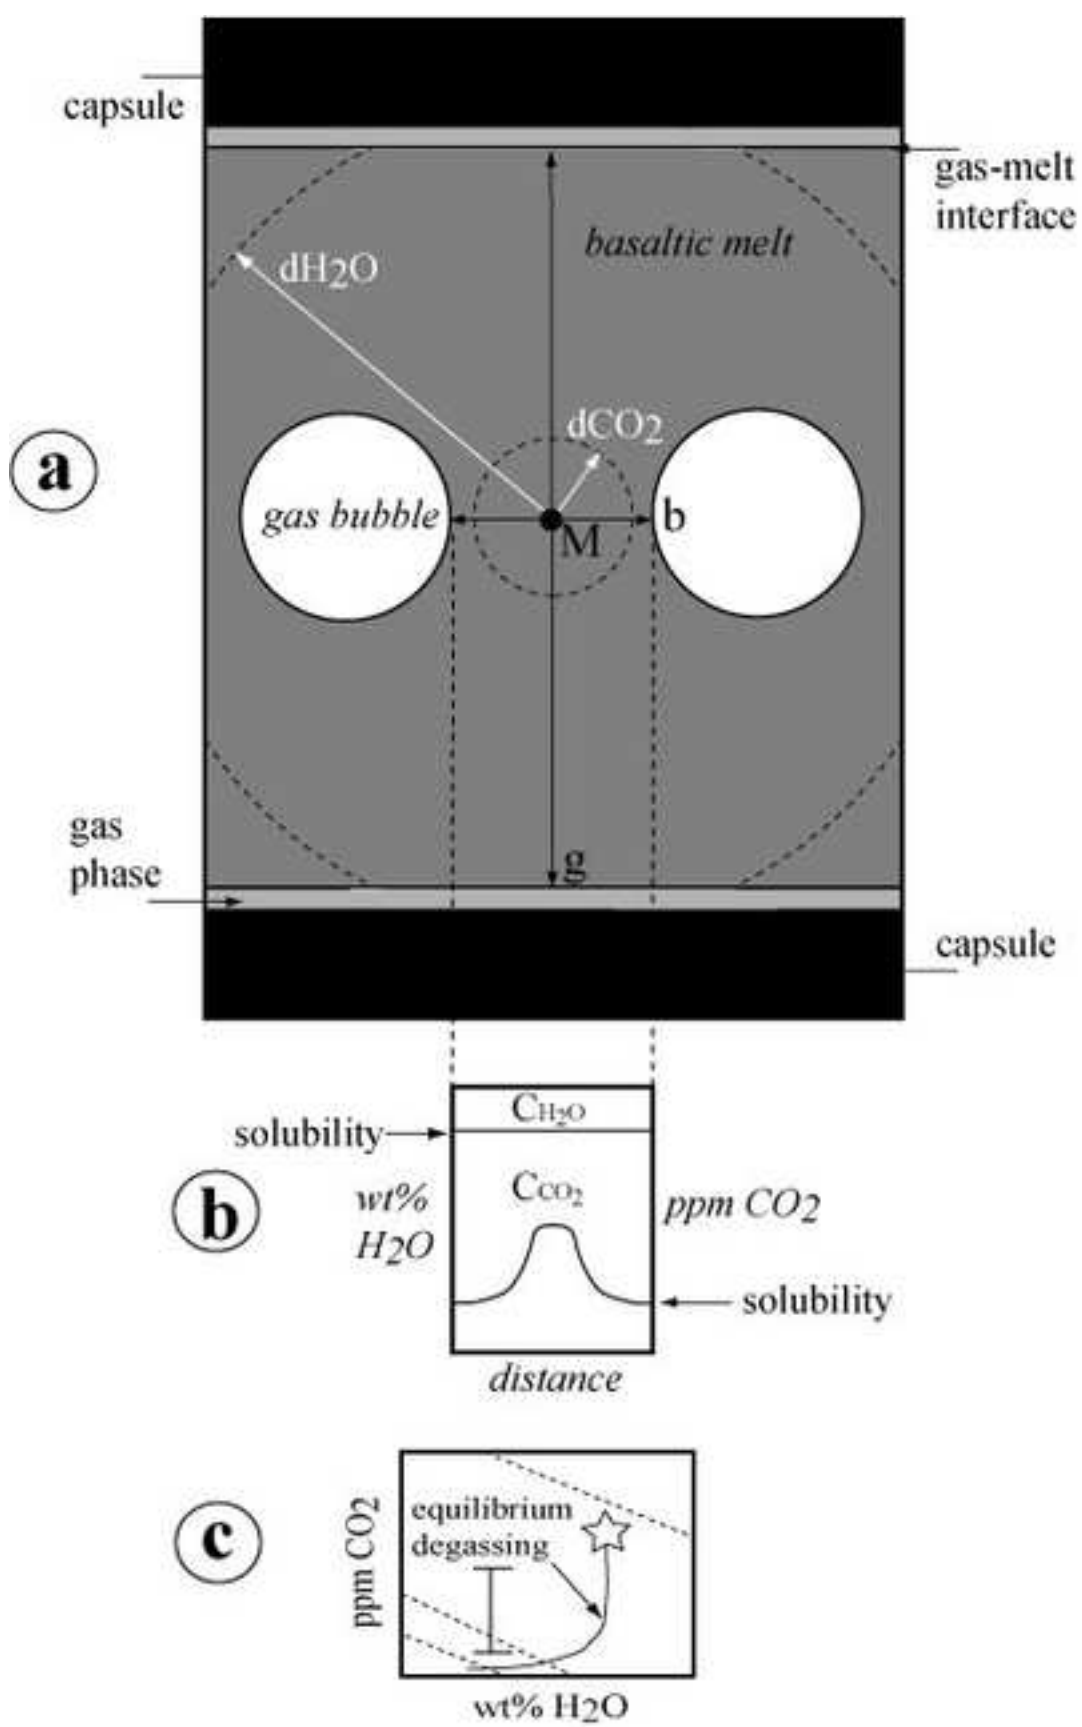 capsule
gas-melt
interface
basaltic melt
dH2O
dCO2
a
gas bubble
M
b
g
gas
phase
capsule
CH2O
solubility
b
wt%
H2O
CCO2
ppm CO2
solubility
distance
c
ppm CO2
equilibrium
degassing
wt% H2O